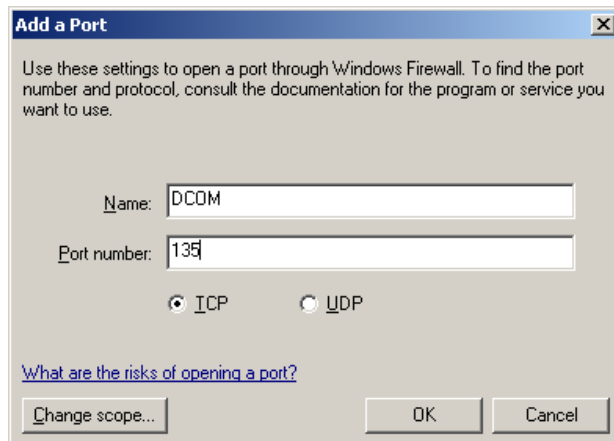 Add a Port
Use these settings to open a port through Windows Firewall. To find the port
number and protocol, consult the documentation for the program or service you
want to use.
Name: DCOM
Port number: 135
TCP UDP
What are the risks of opening a port?
Change scope... OK Cancel